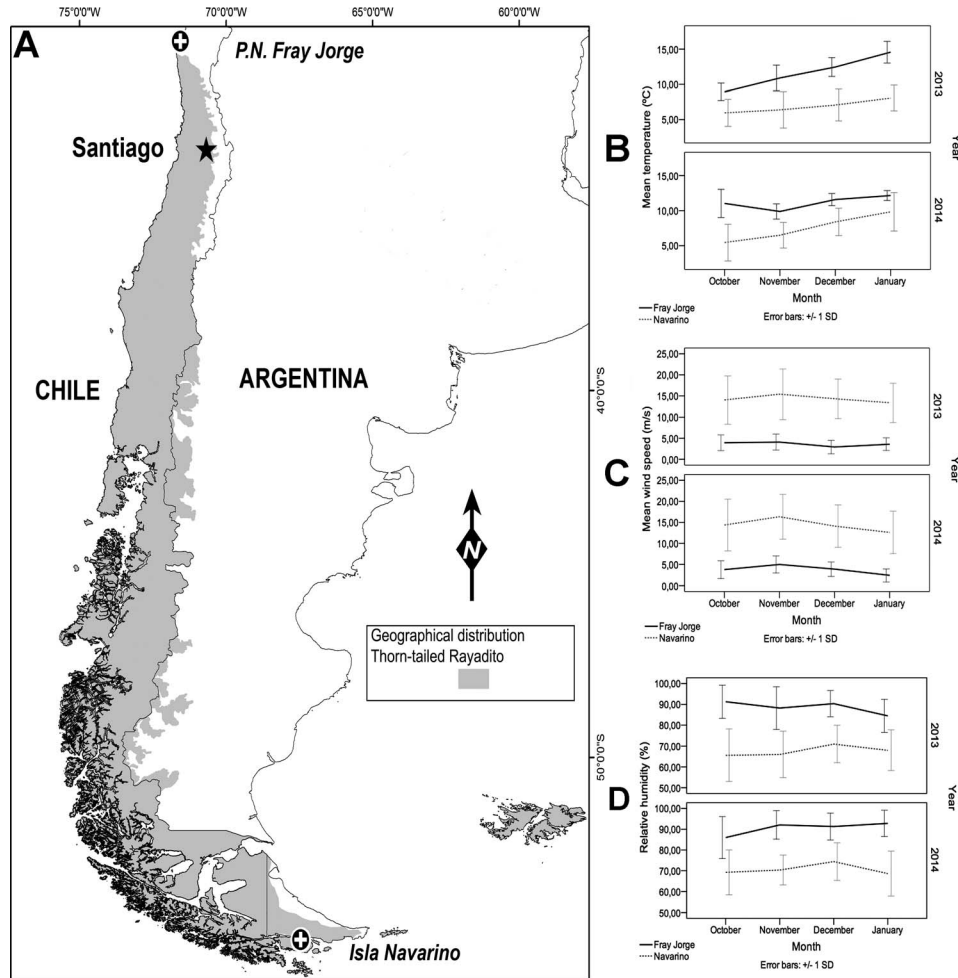 75°0'0"W 70°0'0"W 65°0'0"W 60°0'0"W
A
P.N. Fray Jorge
Santiago
CHILE
ARGENTINA
40°0'0"S
50°0'0"S
N
Geographical distribution
Thorn-tailed Rayadito
Isla Navarino
B
Mean temperature (ºC)
15,00
10,00
5,00
2013
15,00
10,00
5,00
2014
Year
October November December January
Month
Fray Jorge
Navarino
Error bars: +/- 1 SD
C
Mean wind speed (m/s)
25,00
20,00
15,00
10,00
5,00
0,00
2013
25,00
20,00
15,00
10,00
5,00
0,00
2014
Year
October November December January
Month
Fray Jorge
Navarino
Error bars: +/- 1 SD
D
Relative humidity (%)
100,00
90,00
80,00
70,00
60,00
50,00
2013
100,00
90,00
80,00
70,00
60,00
50,00
2014
Year
October November December January
Month
Fray Jorge
Navarino
Error bars: +/- 1 SD